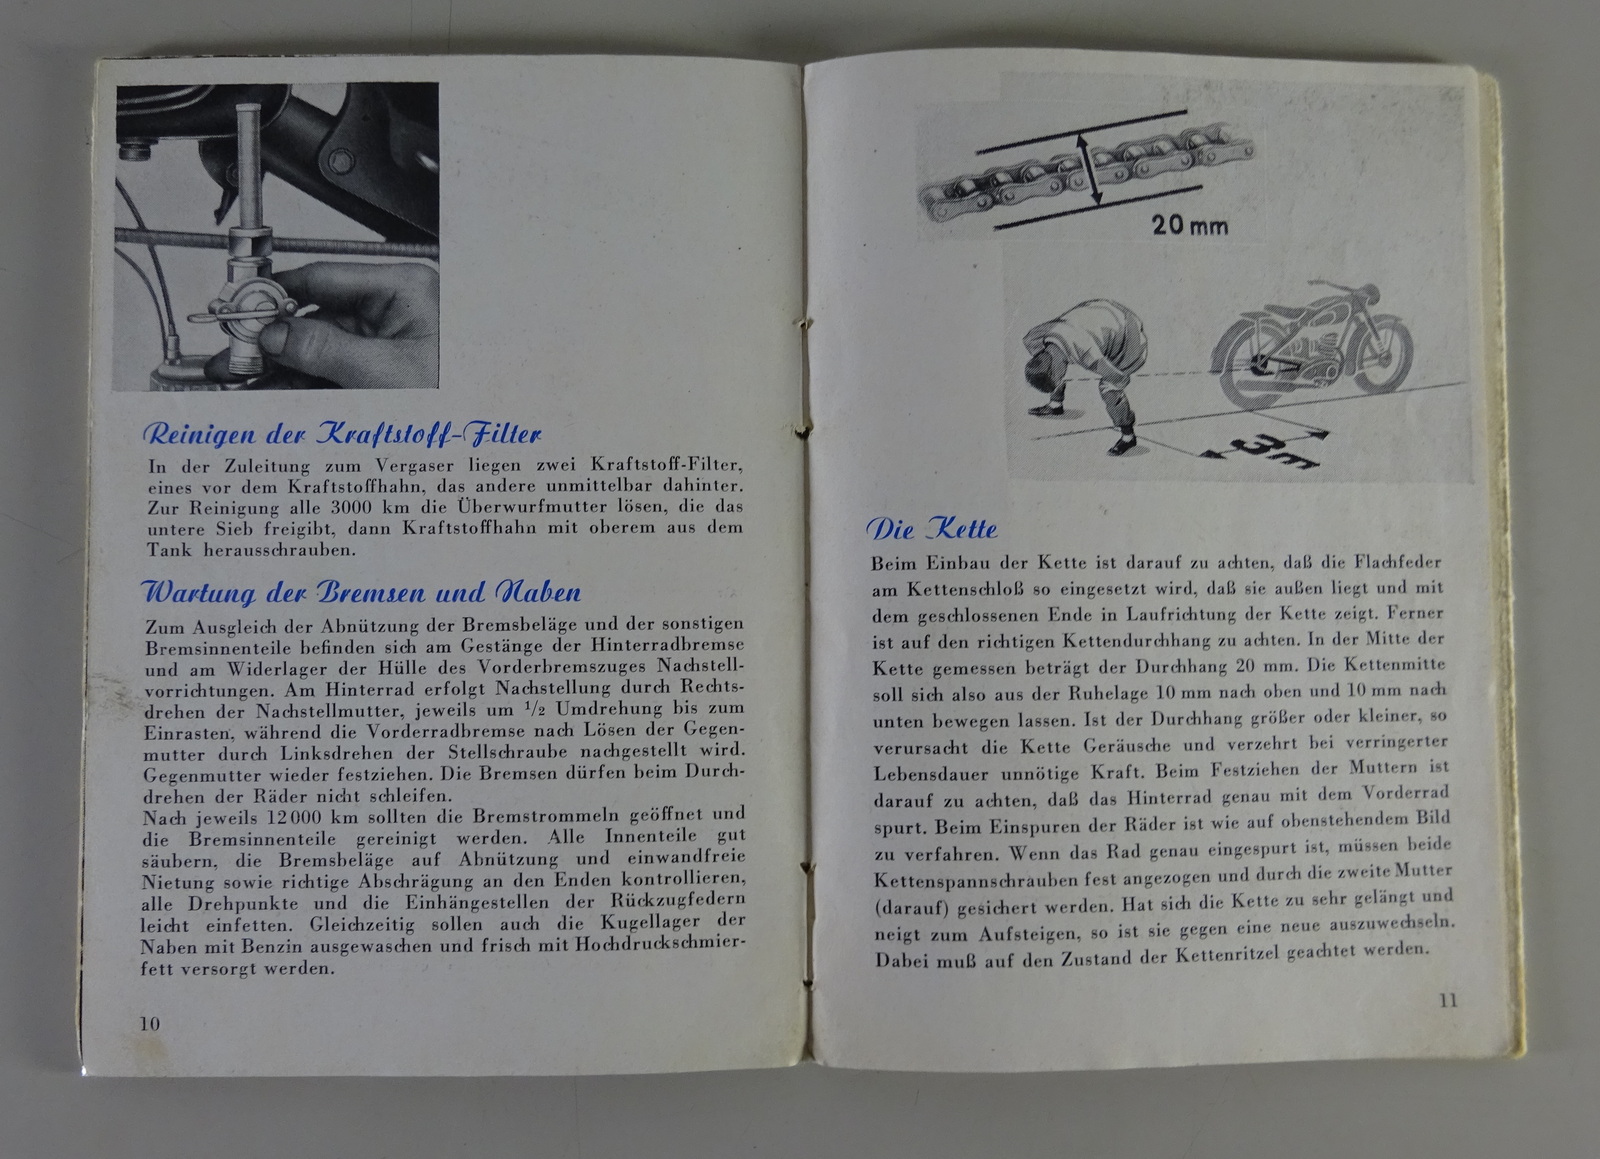 Reinigen der Kraftstoff-Filter
In der Zuleitung zum Vergaser liegen zwei Kraftstoff-Filter,
eines vor dem Kraftstoffhahn, das andere unmittelbar dahinter.
Zur Reinigung alle 3000 km die Überwurfmutter lösen, die das
untere Sieb freigibt, dann Kraftstoffhahn mit oberem aus dem
Tank herausschrauben.
Wartung der Bremsen und Naben
Zum Ausgleich der Abnützung der Bremsbeläge und der sonstigen
Bremsinnenteile befinden sich am Gestänge der Hinterradbremse
und am Widerlager der Hülle des Vorderbremszuges Nachstell-
vorrichtungen. Am Hinterrad erfolgt Nachstellung durch Rechts-
drehen der Nachstellmutter, jeweils um 1/2 Umdrehung bis zum
Einrasten, während die Vorderradbremse nach Lösen der Gegen-
mutter durch Linksdrehen der Stellschraube nachgestellt wird.
Gegenmutter wieder festziehen. Die Bremsen dürfen beim Durch-
drehen der Räder nicht schleifen.
Nach jeweils 12000 km sollten die Bremstrommeln geöffnet und
die Bremsinnenteile gereinigt werden. Alle Innenteile gut
säubern, die Bremsbeläge auf Abnützung und einwandfreie
Nietung sowie richtige Abschrägung an den Enden kontrollieren,
alle Drehpunkte und die Einhängestellen der Rückzugfedern
leicht einfetten. Gleichzeitig sollen auch die Kugellager der
Naben mit Benzin ausgewaschen und frisch mit Hochdruckschmier-
fett versorgt werden.
10
20 mm
3 m
Die Kette
Beim Einbau der Kette ist darauf zu achten, daß die Flachfeder
am Kettenschloß so eingesetzt wird, daß sie außen liegt und mit
dem geschlossenen Ende in Laufrichtung der Kette zeigt. Ferner
ist auf den richtigen Kettendurchhang zu achten. In der Mitte der
Kette gemessen beträgt der Durchhang 20 mm. Die Kettenmitte
soll sich also aus der Ruhelage 10 mm nach oben und 10 mm nach
unten bewegen lassen. Ist der Durchhang größer oder kleiner, so
verursacht die Kette Geräusche und verzehrt bei verringerter
Lebensdauer unnötige Kraft. Beim Festziehen der Muttern ist
darauf zu achten, daß das Hinterrad genau mit dem Vorderrad
spurt. Beim Einspuren der Räder ist wie auf obenstehendem Bild
zu verfahren. Wenn das Rad genau eingespurt ist, müssen beide
Kettenspannschrauben fest angezogen und durch die zweite Mutter
(darauf) gesichert werden. Hat sich die Kette zu sehr gelängt und
neigt zum Aufsteigen, so ist sie gegen eine neue auszuwechseln.
Dabei muß auf den Zustand der Kettenritzel geachtet werden.
11